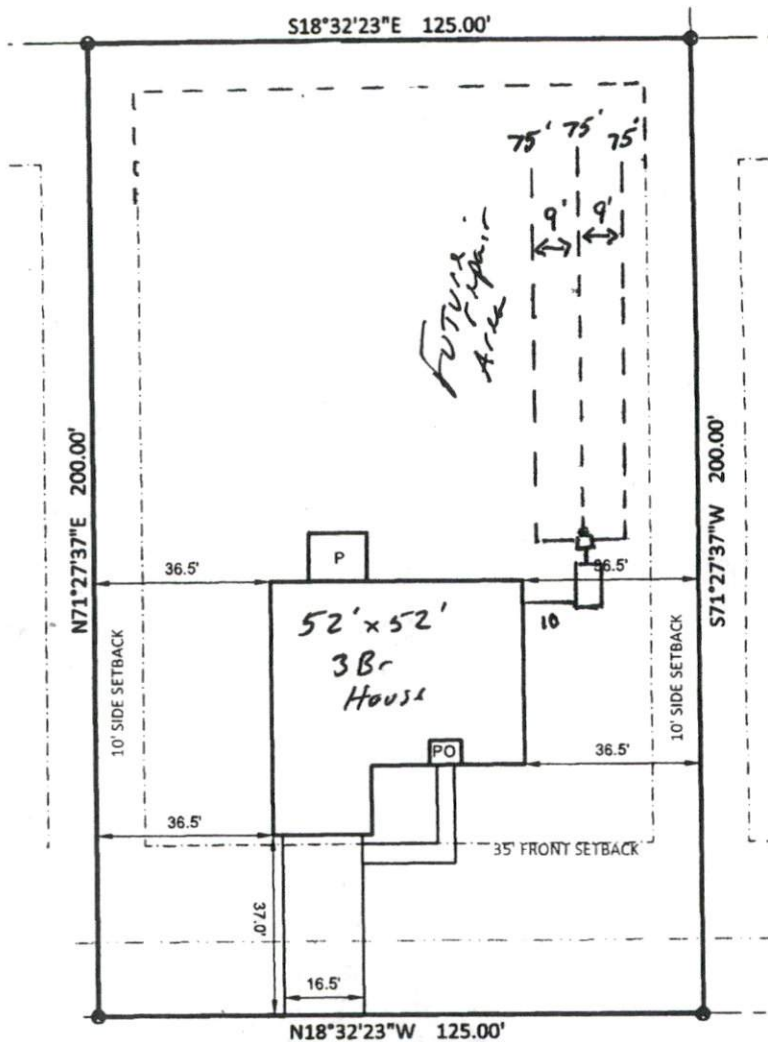 S18°32'23"E 125.00'
75' 75' 75'
9' 9'
Future
repair
Area
N71°27'37"E 200.00'
S71°27'37"W 200.00'
P
36.5'
36.5'
52' x 52'
3 Br
House
10
10' SIDE SETBACK
10' SIDE SETBACK
PO
36.5'
36.5'
35' FRONT SETBACK
37.0'
16.5'
N18°32'23"W 125.00'